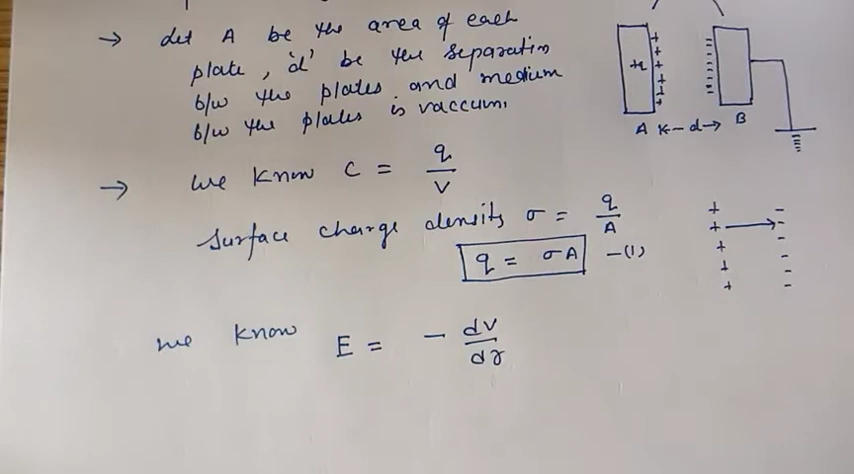 → Let A be the area of each
plate, 'd' be the separation
b/w the plates and medium
b/w the plates is vaccum.
→ We know C = q/V
Surface charge density σ = q/A
q = σA -(1)
We know E = - dv/dr
+q
+ + + + + +
A K- d-> B
+ -
+ → -
+ -
+ -
+ -
-